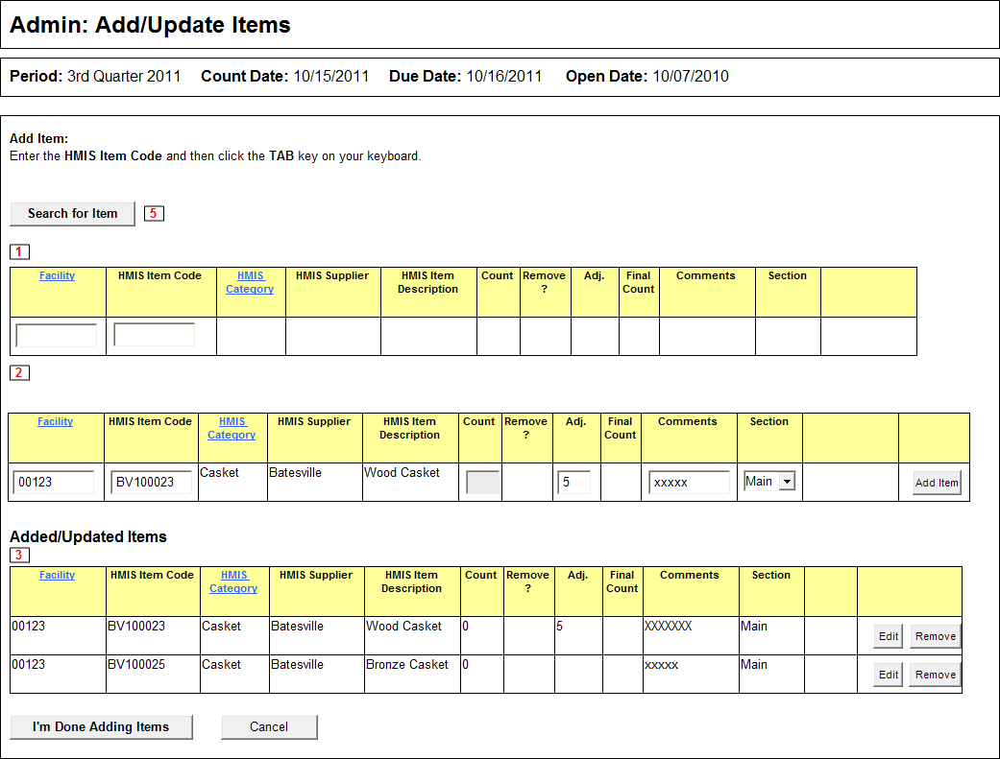 Admin: Add/Update Items
Period: 3rd Quarter 2011 Count Date: 10/15/2011 Due Date: 10/16/2011 Open Date: 10/07/2010
Add Item:
Enter the HMIS Item Code and then click the TAB key on your keyboard.
Search for Item 5
1
Facility HMIS Item Code HMIS Category HMIS Supplier HMIS Item Description Count Remove ? Adj. Final Count Comments Section
2
Facility HMIS Item Code HMIS Category HMIS Supplier HMIS Item Description Count Remove ? Adj. Final Count Comments Section
00123 BV100023 Casket Batesville Wood Casket 5 xxxxx Main Add Item
Added/Updated Items
3
Facility HMIS Item Code HMIS Category HMIS Supplier HMIS Item Description Count Remove ? Adj. Final Count Comments Section
00123 BV100023 Casket Batesville Wood Casket 0 5 XXXXXXX Main Edit Remove
00123 BV100025 Casket Batesville Bronze Casket 0 xxxxx Main Edit Remove
I'm Done Adding Items Cancel